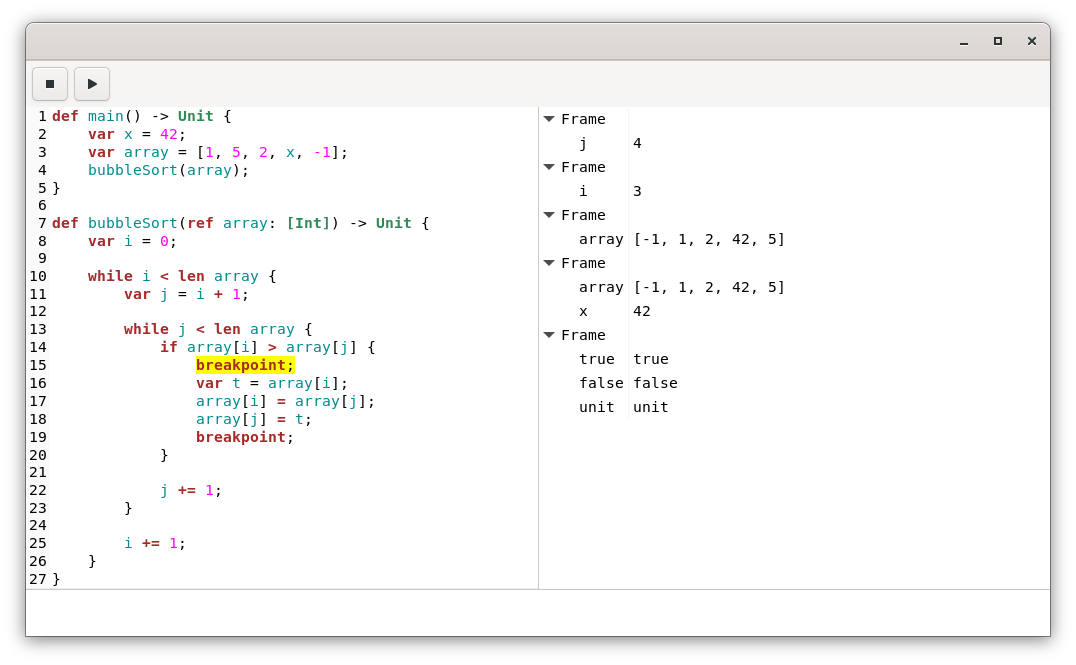 1 def main() -> Unit {
2     var x = 42;
3     var array = [1, 5, 2, x, -1];
4     bubbleSort(array);
5 }
6
7 def bubbleSort(ref array: [Int]) -> Unit {
8     var i = 0;
9
10     while i < len array {
11         var j = i + 1;
12
13         while j < len array {
14             if array[i] > array[j] {
15                 breakpoint;
16                 var t = array[i];
17                 array[i] = array[j];
18                 array[j] = t;
19                 breakpoint;
20             }
21
22             j += 1;
23         }
24
25         i += 1;
26     }
27 }
Frame
j 4
Frame
i 3
Frame
array [-1, 1, 2, 42, 5]
Frame
array [-1, 1, 2, 42, 5]
x 42
Frame
true true
false false
unit unit